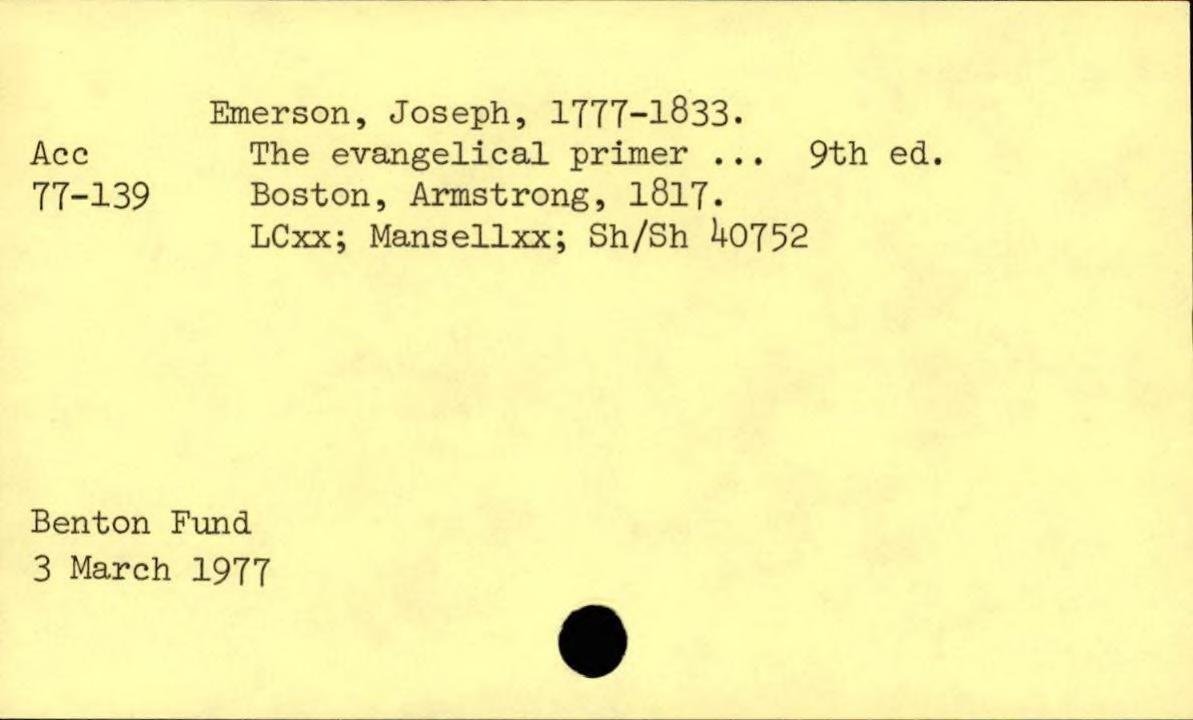 Emerson, Joseph, 1777-1833.
Acc The evangelical primer ... 9th ed.
77-139 Boston, Armstrong, 1817.
LCxx; Mansellxx; Sh/Sh 40752
Benton Fund
3 March 1977